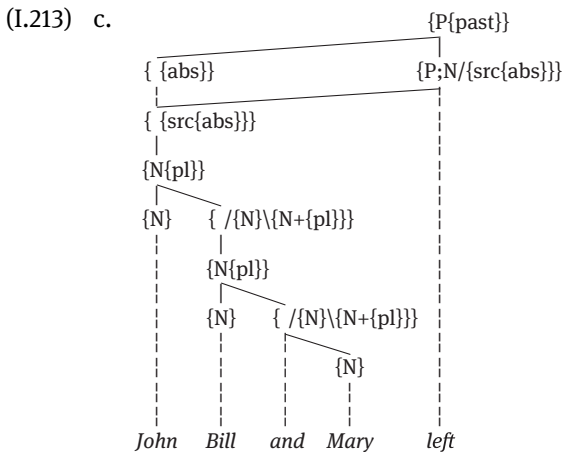 (I.213) c.
{P{past}}
{ {abs}} {P;N/{src{abs}}}
{ {src{abs}}}
{N{pl}}
{N} { /{N}\{N+{pl}}}
{N{pl}}
{N} { /{N}\{N+{pl}}}
{N}
John Bill and Mary left